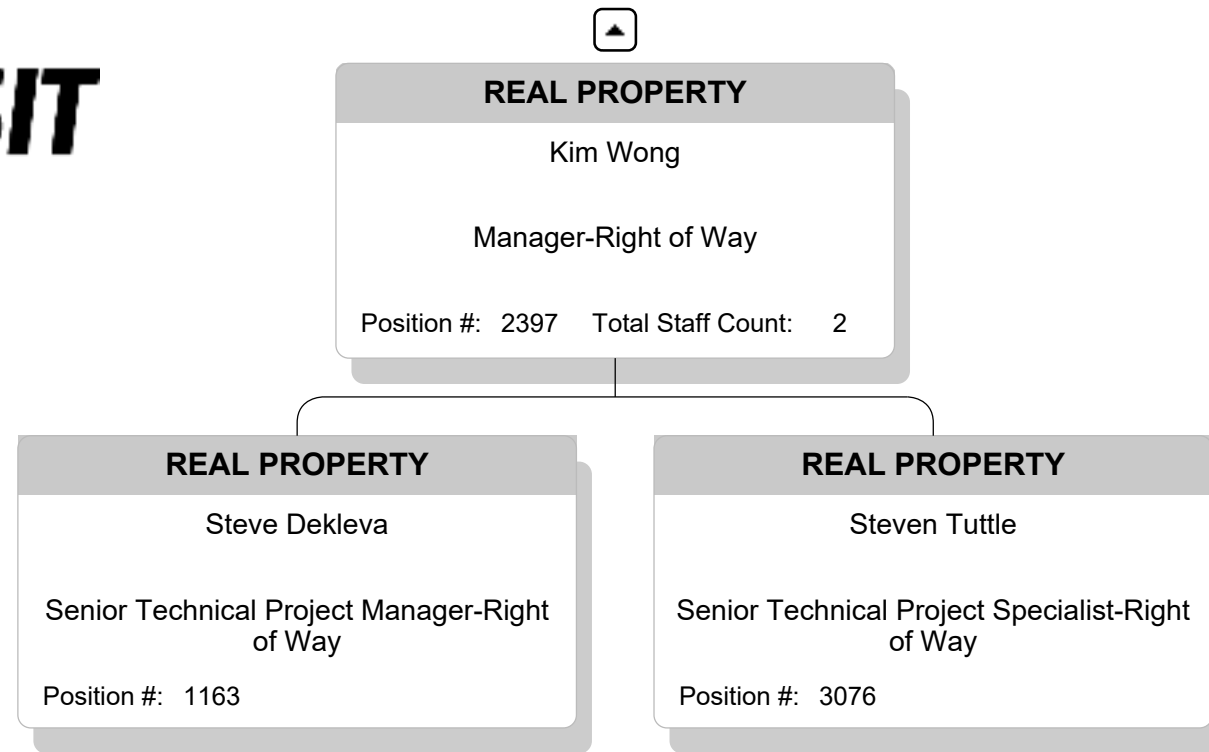 SIT
REAL PROPERTY
Kim Wong
Manager-Right of Way
Position #: 2397 Total Staff Count: 2
REAL PROPERTY
Steve Dekleva
Senior Technical Project Manager-Right
of Way
Position #: 1163
REAL PROPERTY
Steven Tuttle
Senior Technical Project Specialist-Right
of Way
Position #: 3076